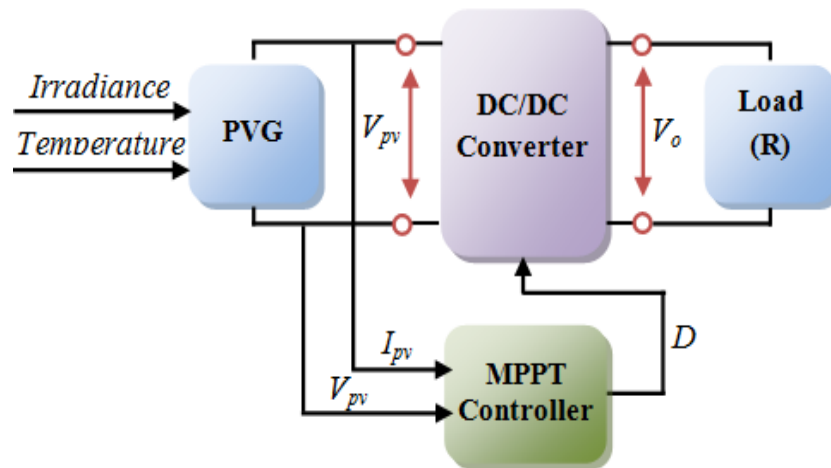 Irradiance
Temperature
PVG
V_pv
DC/DC
Converter
V_o
Load
(R)
I_pv
V_pv
MPPT
Controller
D